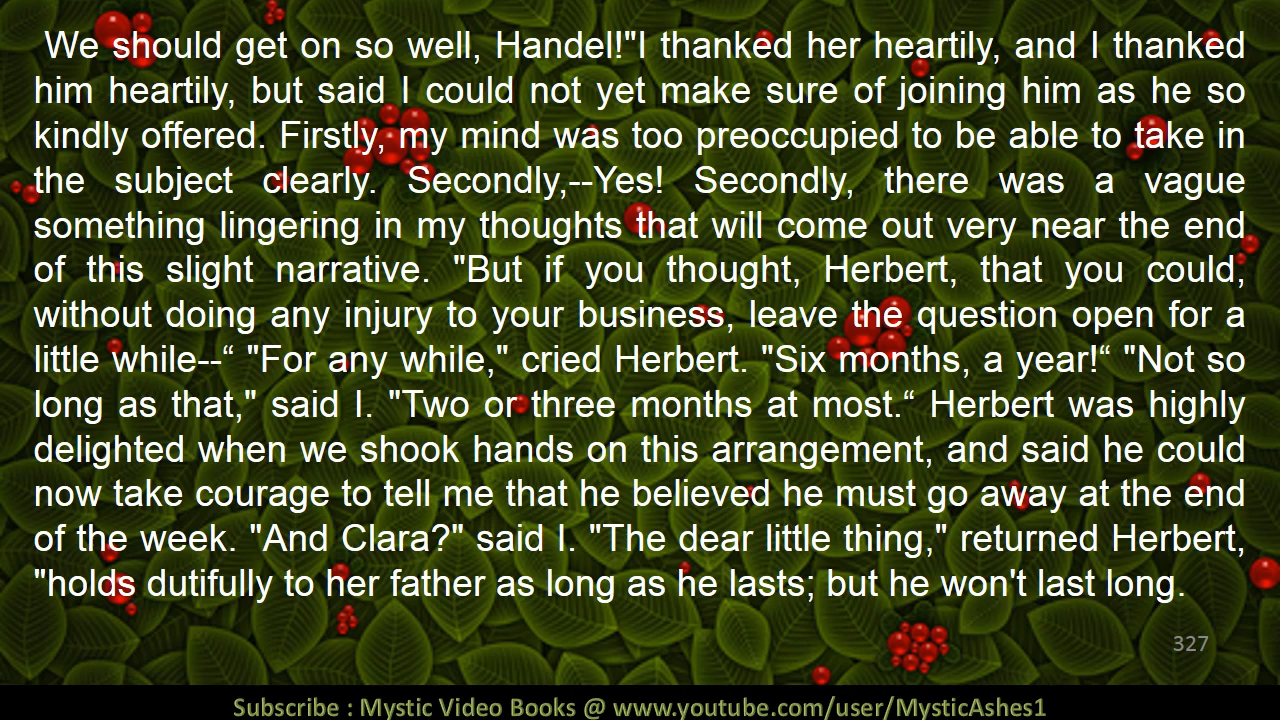 We should get on so well, Handel!"I thanked her heartily, and I thanked
him heartily, but said I could not yet make sure of joining him as he so
kindly offered. Firstly, my mind was too preoccupied to be able to take in
the subject clearly. Secondly,--Yes! Secondly, there was a vague
something lingering in my thoughts that will come out very near the end
of this slight narrative. "But if you thought, Herbert, that you could,
without doing any injury to your business, leave the question open for a
little while--“ "For any while," cried Herbert. "Six months, a year!“ "Not so
long as that," said I. "Two or three months at most.“ Herbert was highly
delighted when we shook hands on this arrangement, and said he could
now take courage to tell me that he believed he must go away at the end
of the week. "And Clara?" said I. "The dear little thing," returned Herbert,
"holds dutifully to her father as long as he lasts; but he won't last long.
327
Subscribe : Mystic Video Books @ www.youtube.com/user/MysticAshes1